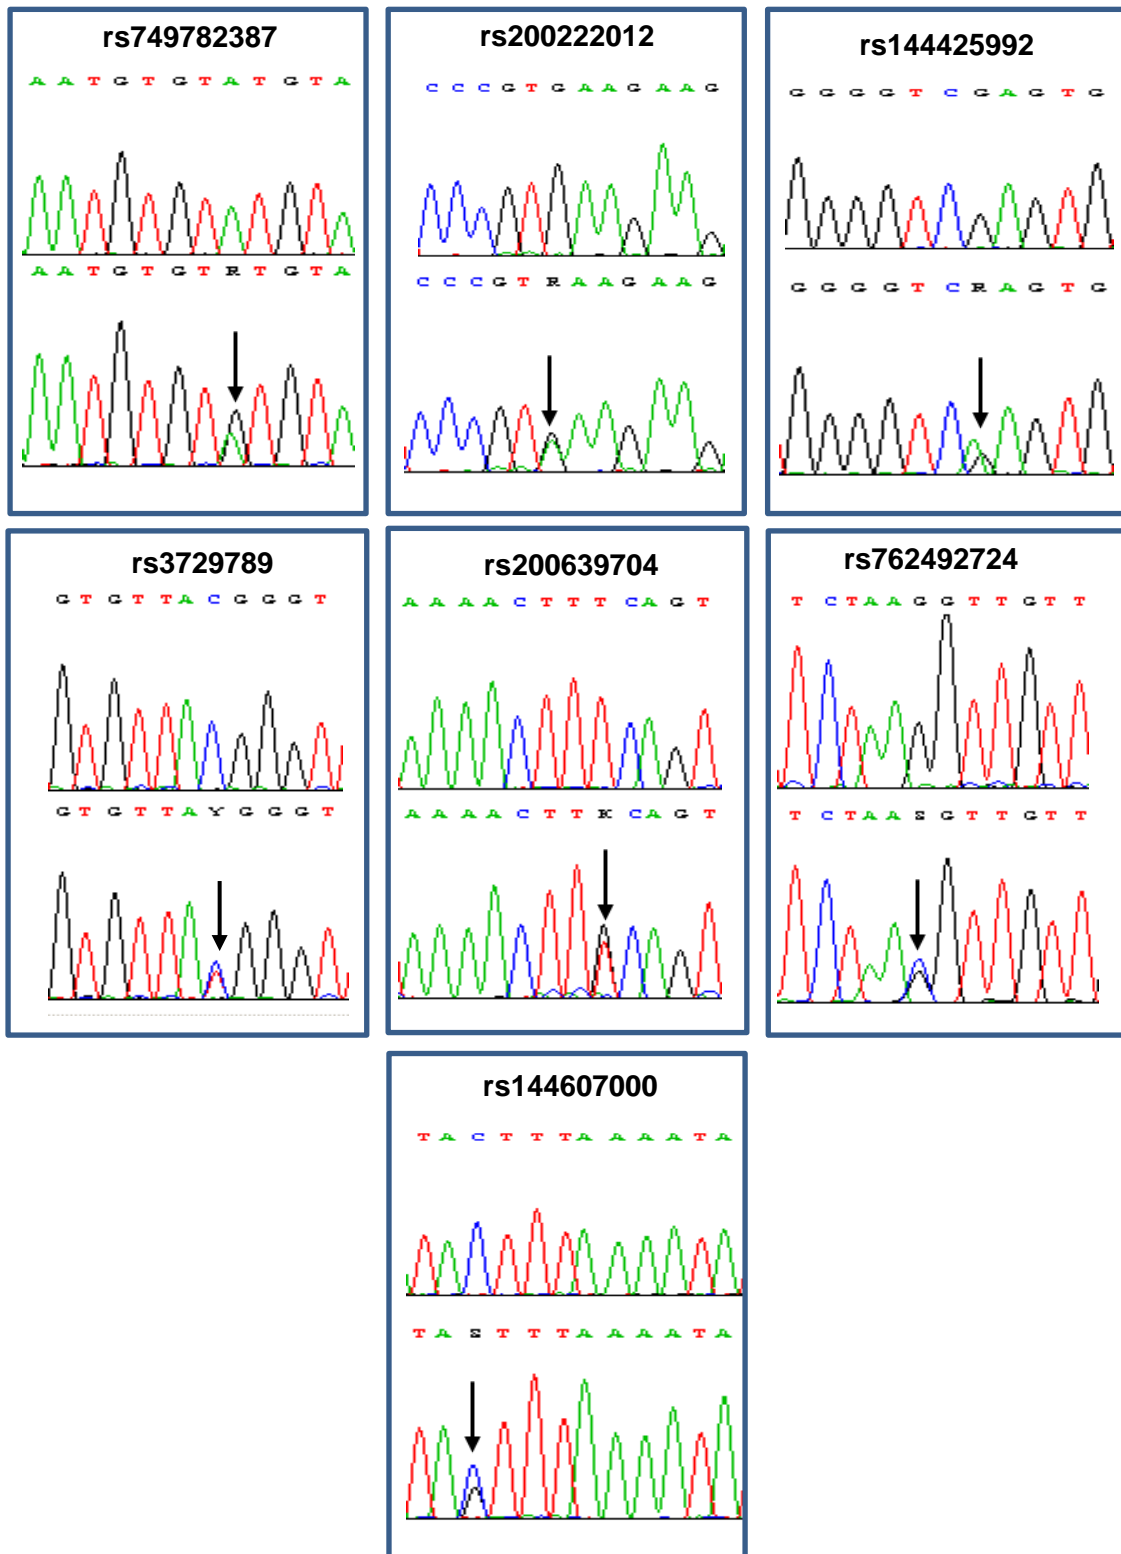 rs749782387
A A T G T G T A T G T A
A A T G T G T R T G T A
rs200222012
C C C G T G A A G A A G
C C C G T R A A G A A G
rs144425992
G G G G T C G A G T G
G G G G T C R A G T G
rs3729789
G T G T T A C G G G T
G T G T T A Y G G G T
rs200639704
A A A A C T T T C A G T
A A A A C T T K C A G T
rs762492724
T C T A A G G T T G T T
T C T A A S G T T G T T
rs144607000
T A C T T T A A A A T A
T A S T T T A A A A T A